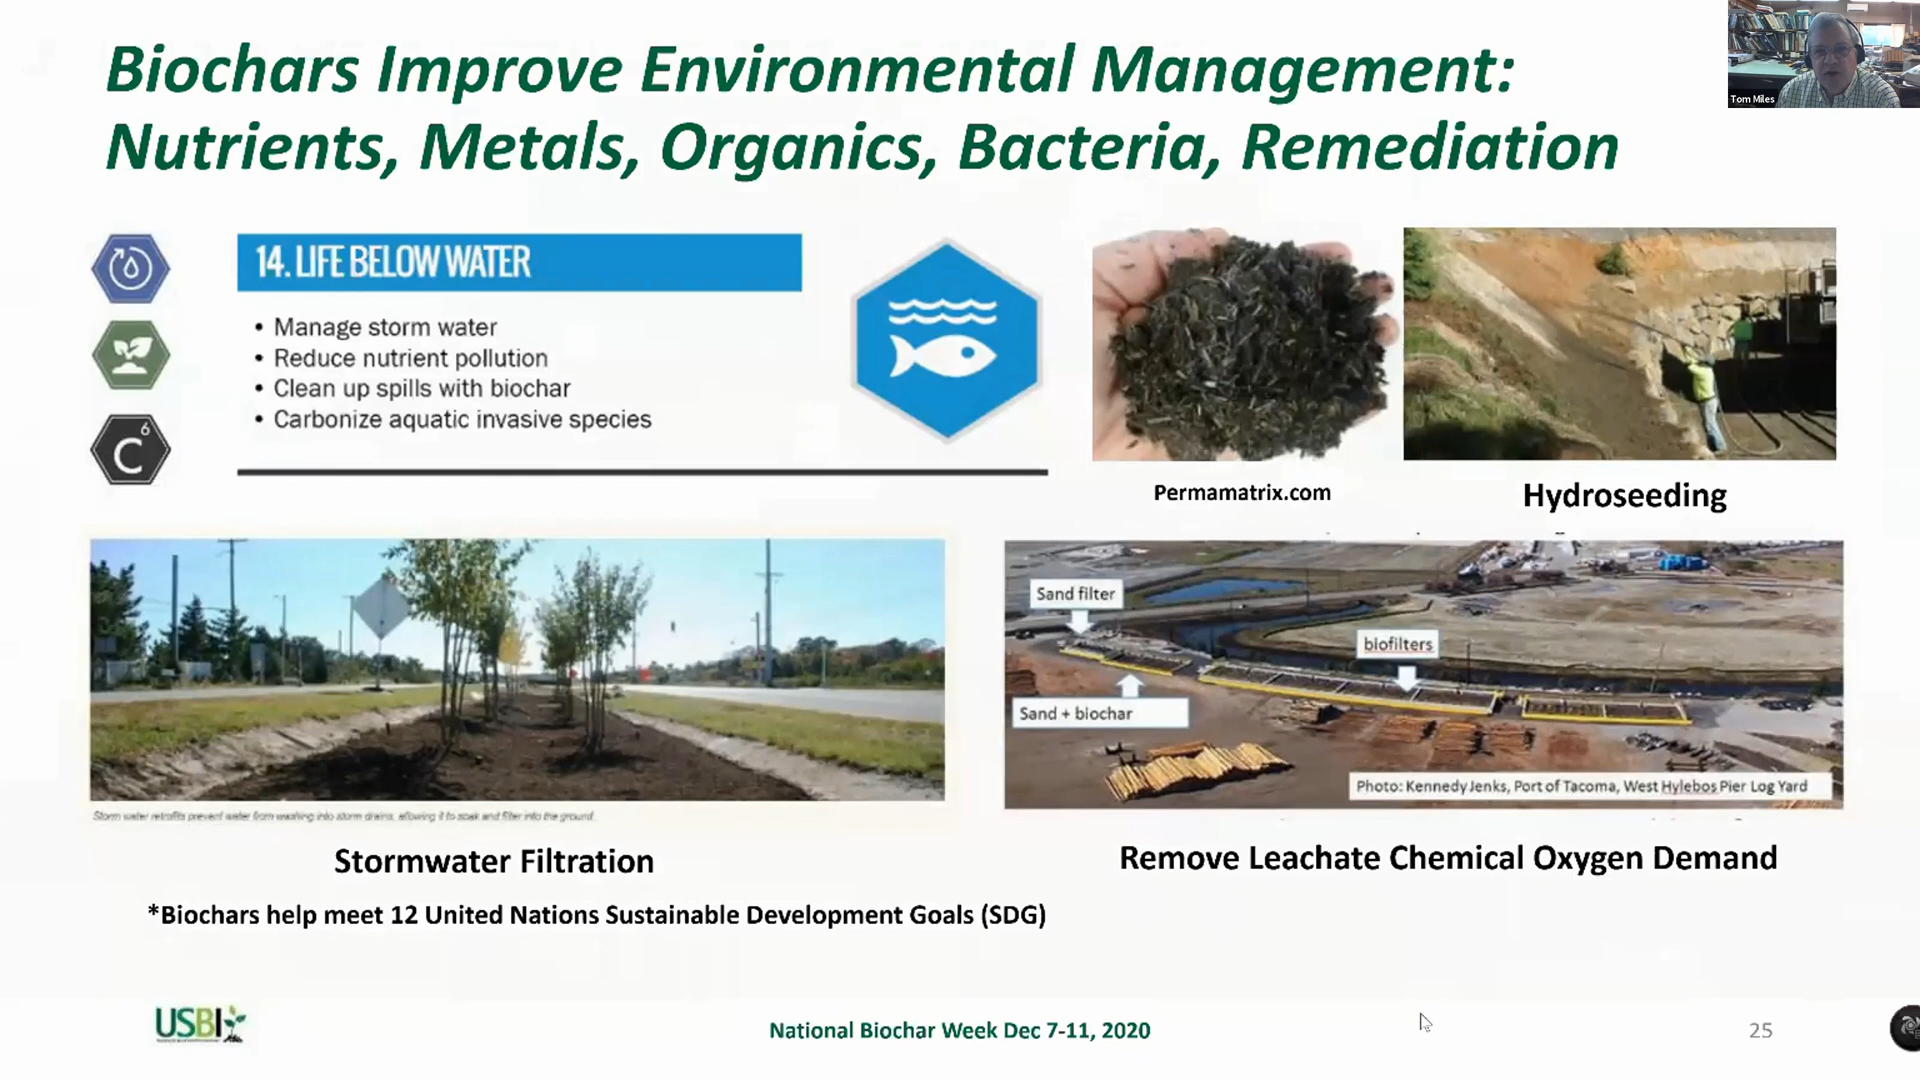 Biochars Improve Environmental Management:
Nutrients, Metals, Organics, Bacteria, Remediation
Tom Miles
14. LIFE BELOW WATER
• Manage storm water
• Reduce nutrient pollution
• Clean up spills with biochar
• Carbonize aquatic invasive species
C 6
Permamatrix.com
Hydroseeding
Sand filter
biofilters
Sand + biochar
Photo: Kennedy Jenks, Port of Tacoma, West Hylebos Pier Log Yard
Storm water retrofits prevent water from washing into storm drains, allowing it to soak and filter into the ground.
Stormwater Filtration
Remove Leachate Chemical Oxygen Demand
*Biochars help meet 12 United Nations Sustainable Development Goals (SDG)
USBI
National Biochar Week Dec 7-11, 2020
25